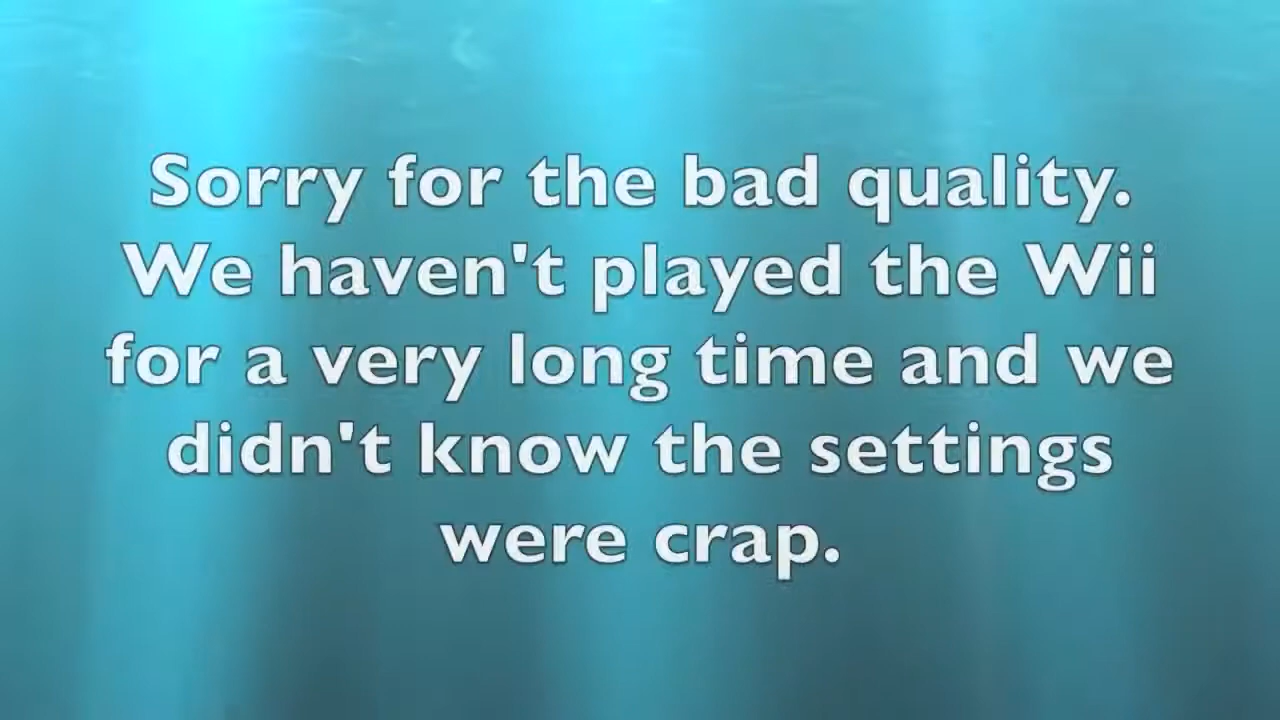 Sorry for the bad quality.
We haven't played the Wii
for a very long time and we
didn't know the settings
were crap.